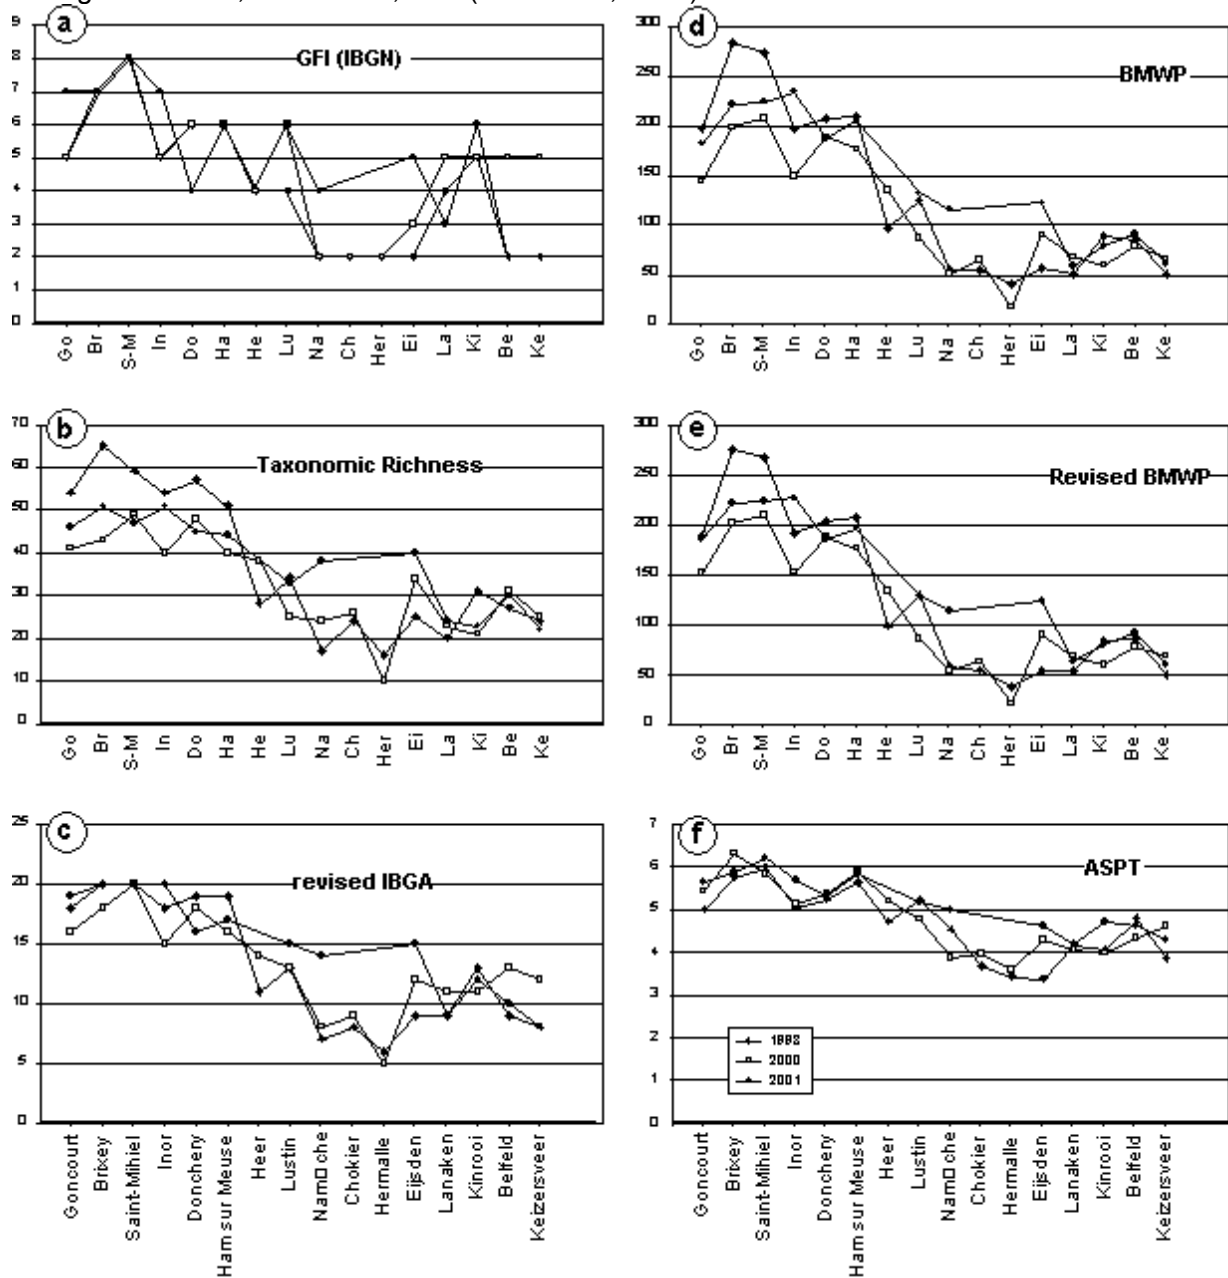 a
GFI (IBGN)
9
8
7
6
5
4
3
2
1
0
Go
Br
S-M
In
Do
Ha
He
Lu
Na
Ch
Her
Ei
La
Ki
Be
Ke
d
BMWP
300
250
200
150
100
50
0
Go
Br
S-M
In
Do
Ha
He
Lu
Na
Ch
Her
Ei
La
Ki
Be
Ke
b
Taxonomic Richness
70
60
50
40
30
20
10
0
Go
Br
S-M
In
Do
Ha
He
Lu
Na
Ch
Her
Ei
La
Ki
Be
Ke
e
Revised BMWP
300
250
200
150
100
50
0
Go
Br
S-M
In
Do
Ha
He
Lu
Na
Ch
Her
Ei
La
Ki
Be
Ke
c
revised IBGA
25
20
15
10
5
0
Goncourt
Brixey
Saint-Mihiel
Inor
Donchery
Ham sur Meuse
Heer
Lustin
Nam□che
Chokier
Hermalle
Eijsden
Lanaken
Kinrooi
Belfeld
Keizersveer
f
ASPT
7
6
5
4
3
2
1
0
1998
2000
2001
Goncourt
Brixey
Saint-Mihiel
Inor
Donchery
Ham sur Meuse
Heer
Lustin
Nam□che
Chokier
Hermalle
Eijsden
Lanaken
Kinrooi
Belfeld
Keizersveer